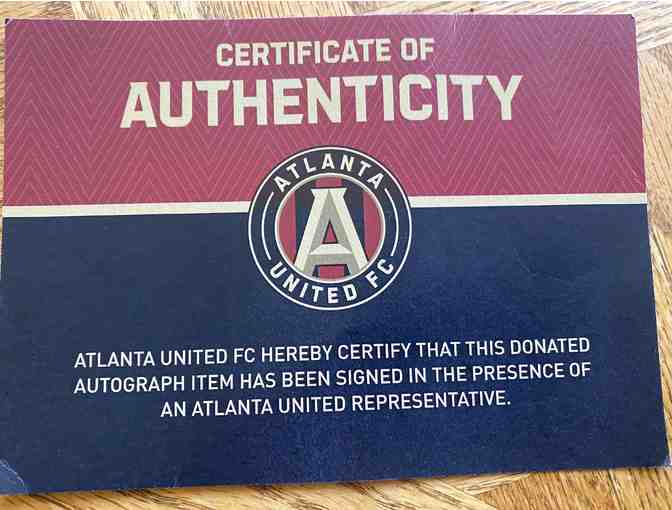 CERTIFICATE OF
AUTHENTICITY
ATLANTA
A
UNITED FC
ATLANTA UNITED FC HEREBY CERTIFY THAT THIS DONATED
AUTOGRAPH ITEM HAS BEEN SIGNED IN THE PRESENCE OF
AN ATLANTA UNITED REPRESENTATIVE.